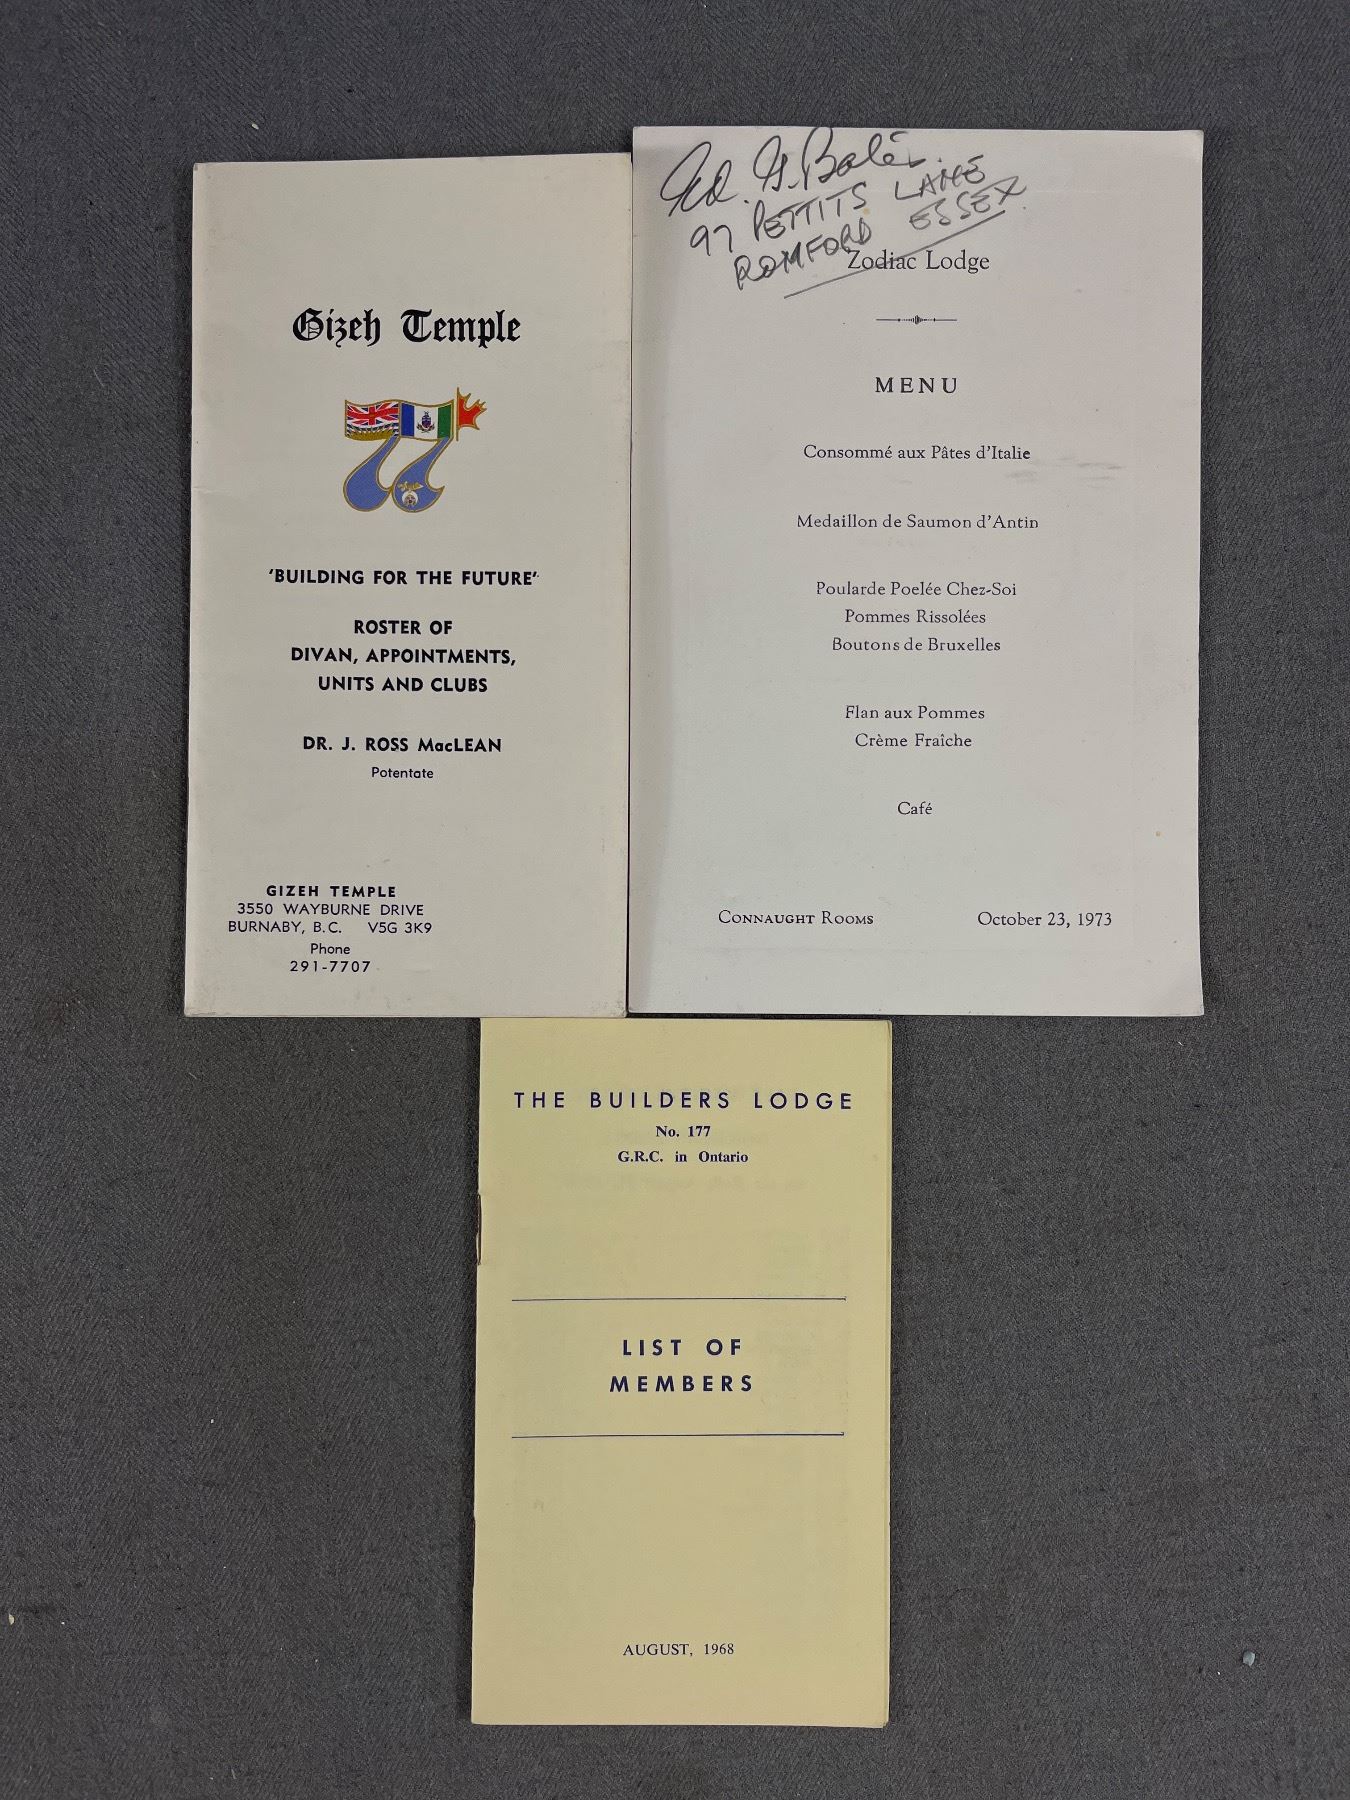 Gizeh Temple
'BUILDING FOR THE FUTURE'
ROSTER OF
DIVAN, APPOINTMENTS,
UNITS AND CLUBS
DR. J. ROSS MacLEAN
Potentate
GIZEH TEMPLE
3550 WAYBURNE DRIVE
BURNABY, B.C. V5G 3K9
Phone
291-7707
Ed. G.
97 PETTITS LANE
ROMFORD ESSEX
Zodiac Lodge
MENU
Consommé aux Pâtes d'Italie
Medaillon de Saumon d'Antin
Poularde Poelée Chez-Soi
Pommes Rissolées
Boutons de Bruxelles
Flan aux Pommes
Crème Fraîche
Café
CONNAUGHT ROOMS
October 23, 1973
THE BUILDERS LODGE
No. 177
G.R.C. in Ontario
LIST OF
MEMBERS
AUGUST, 1968